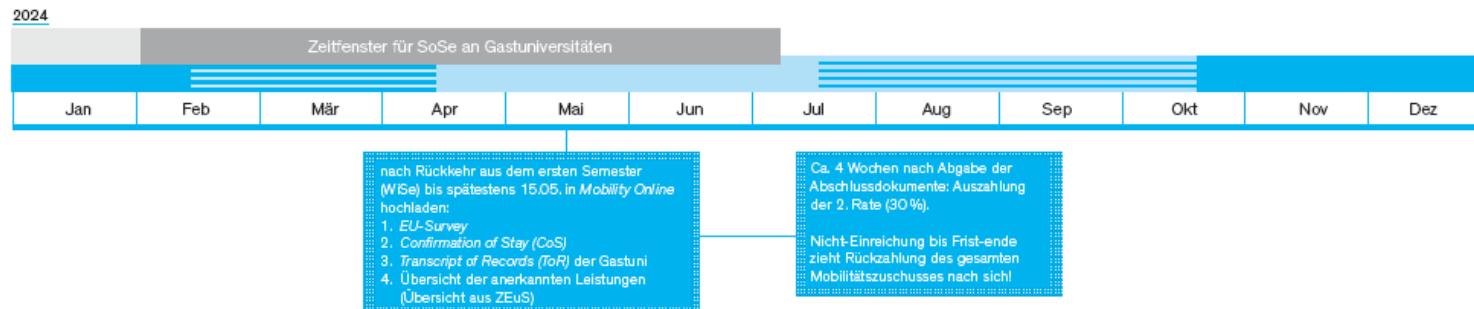 2024
Zeitfenster für SoSe an Gastuniversitäten
Jan Feb Mär Apr Mai Jun Jul Aug Sep Okt Nov Dez
nach Rückkehr aus dem ersten Semester
(WiSe) bis spätestens 15.05. in Mobility Online
hochladen:
1. EU-Survey
2. Confirmation of Stay (CoS)
3. Transcript of Records (ToR) der Gastuni
4. Übersicht der anerkannten Leistungen
(Übersicht aus ZEuS)
Ca. 4 Wochen nach Abgabe der
Abschlussdokumente: Auszahlung
der 2. Rate (30 %).
Nicht-Einreichung bis Frist-ende
zieht Rückzahlung des gesamten
Mobilitätszuschusses nach sich!